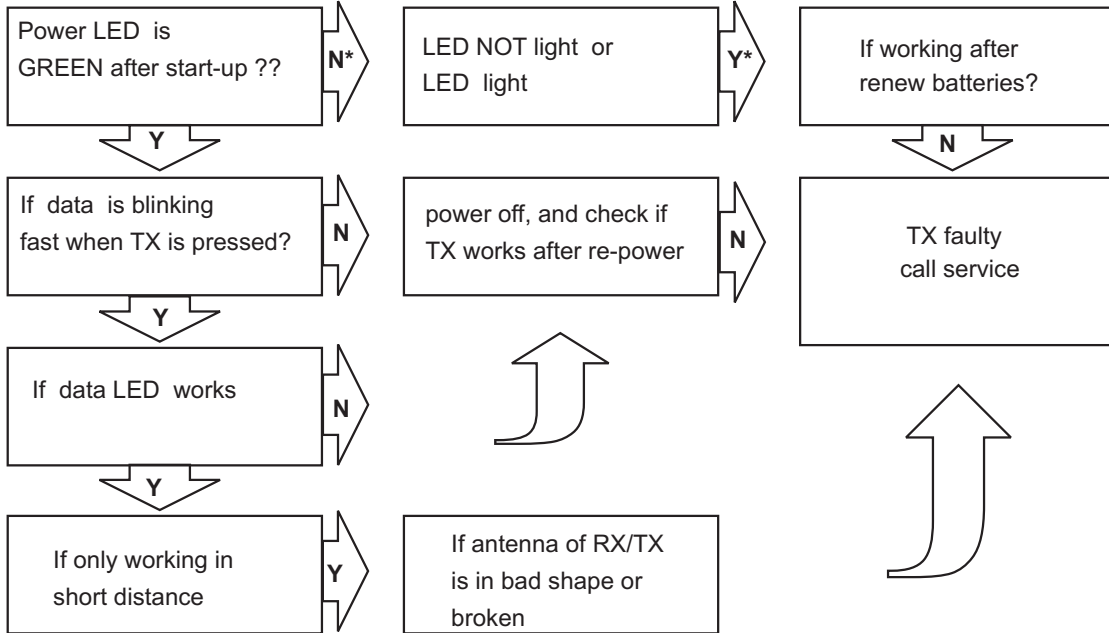 Power LED is
GREEN after start-up ??
N*
LED NOT light or
LED light
Y*
If working after
renew batteries?
Y
N
If data is blinking
fast when TX is pressed?
N
power off, and check if
TX works after re-power
N
TX faulty
call service
Y
If data LED works
N
Y
If only working in
short distance
Y
If antenna of RX/TX
is in bad shape or
broken